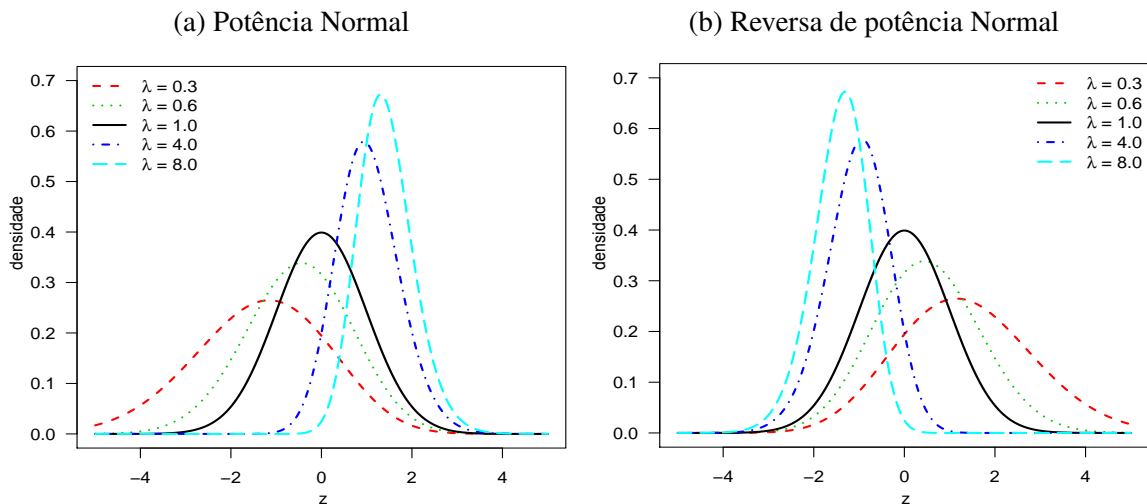 (a) Potência Normal
0.7
0.6
0.5
0.4
0.3
0.2
0.1
0.0
densidade
λ = 0.3
λ = 0.6
λ = 1.0
λ = 4.0
λ = 8.0
−4
−2
0
2
4
z
(b) Reversa de potência Normal
0.7
0.6
0.5
0.4
0.3
0.2
0.1
0.0
densidade
λ = 0.3
λ = 0.6
λ = 1.0
λ = 4.0
λ = 8.0
−4
−2
0
2
4
z